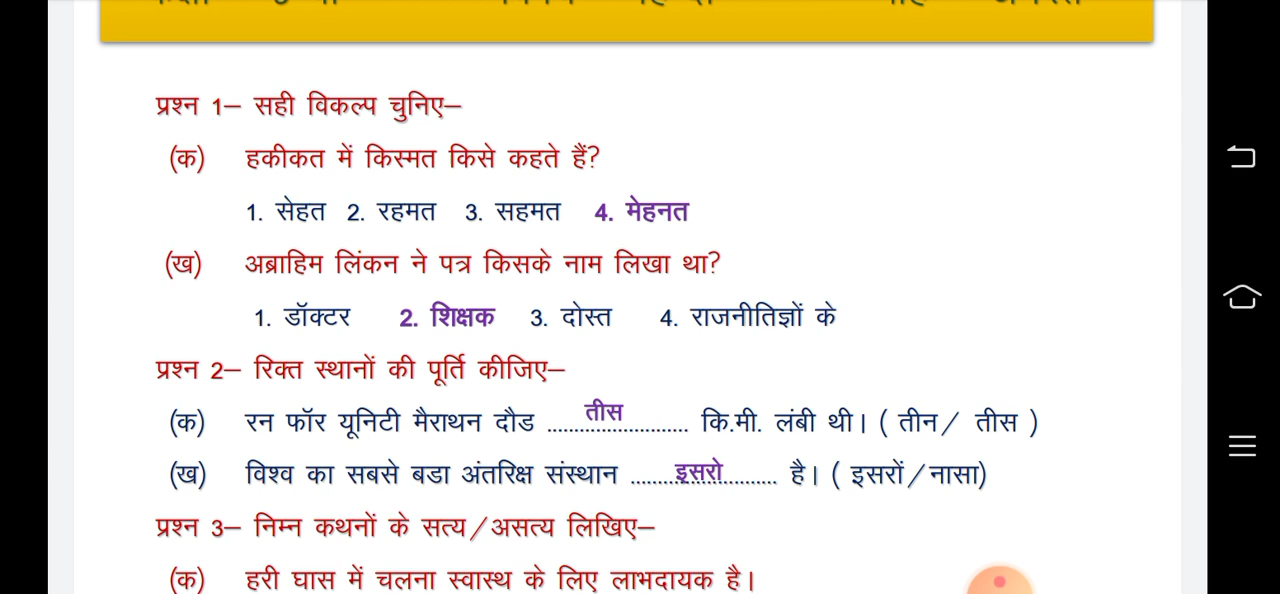 प्रश्न 1– सही विकल्प चुनिए–
(क) हकीकत में किस्मत किसे कहते हैं?
1. सेहत 2. रहमत 3. सहमत 4. मेहनत
(ख) अब्राहिम लिंकन ने पत्र किसके नाम लिखा था?
1. डॉक्टर 2. शिक्षक 3. दोस्त 4. राजनीतिज्ञों के
प्रश्न 2– रिक्त स्थानों की पूर्ति कीजिए–
(क) रन फॉर यूनिटी मैराथन दौड ......तीस...... कि.मी. लंबी थी। ( तीन/ तीस )
(ख) विश्व का सबसे बडा अंतरिक्ष संस्थान ......इसरो...... है। ( इसरों/नासा)
प्रश्न 3– निम्न कथनों के सत्य/असत्य लिखिए–
(क) हरी घास में चलना स्वास्थ के लिए लाभदायक है।